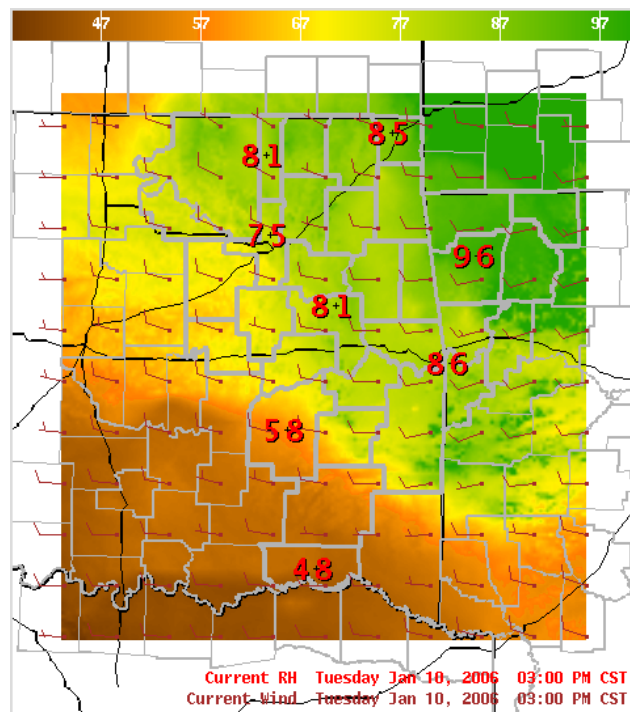 47 57 67 77 87 97
85
81
75
96
81
86
58
48
Current RH Tuesday Jan 10, 2006 03:00 PM CST
Current Wind Tuesday Jan 10, 2006 03:00 PM CST